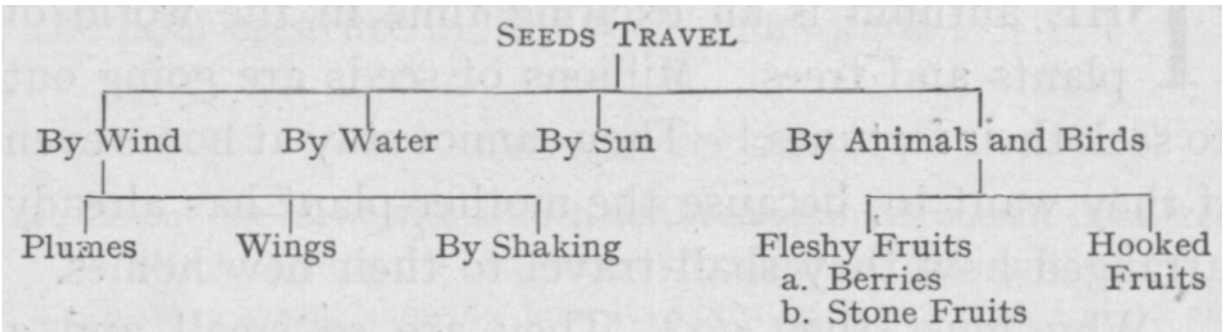 SEEDS TRAVEL
By Wind By Water By Sun By Animals and Birds
Plumes Wings By Shaking Fleshy Fruits Hooked
a. Berries Fruits
b. Stone Fruits